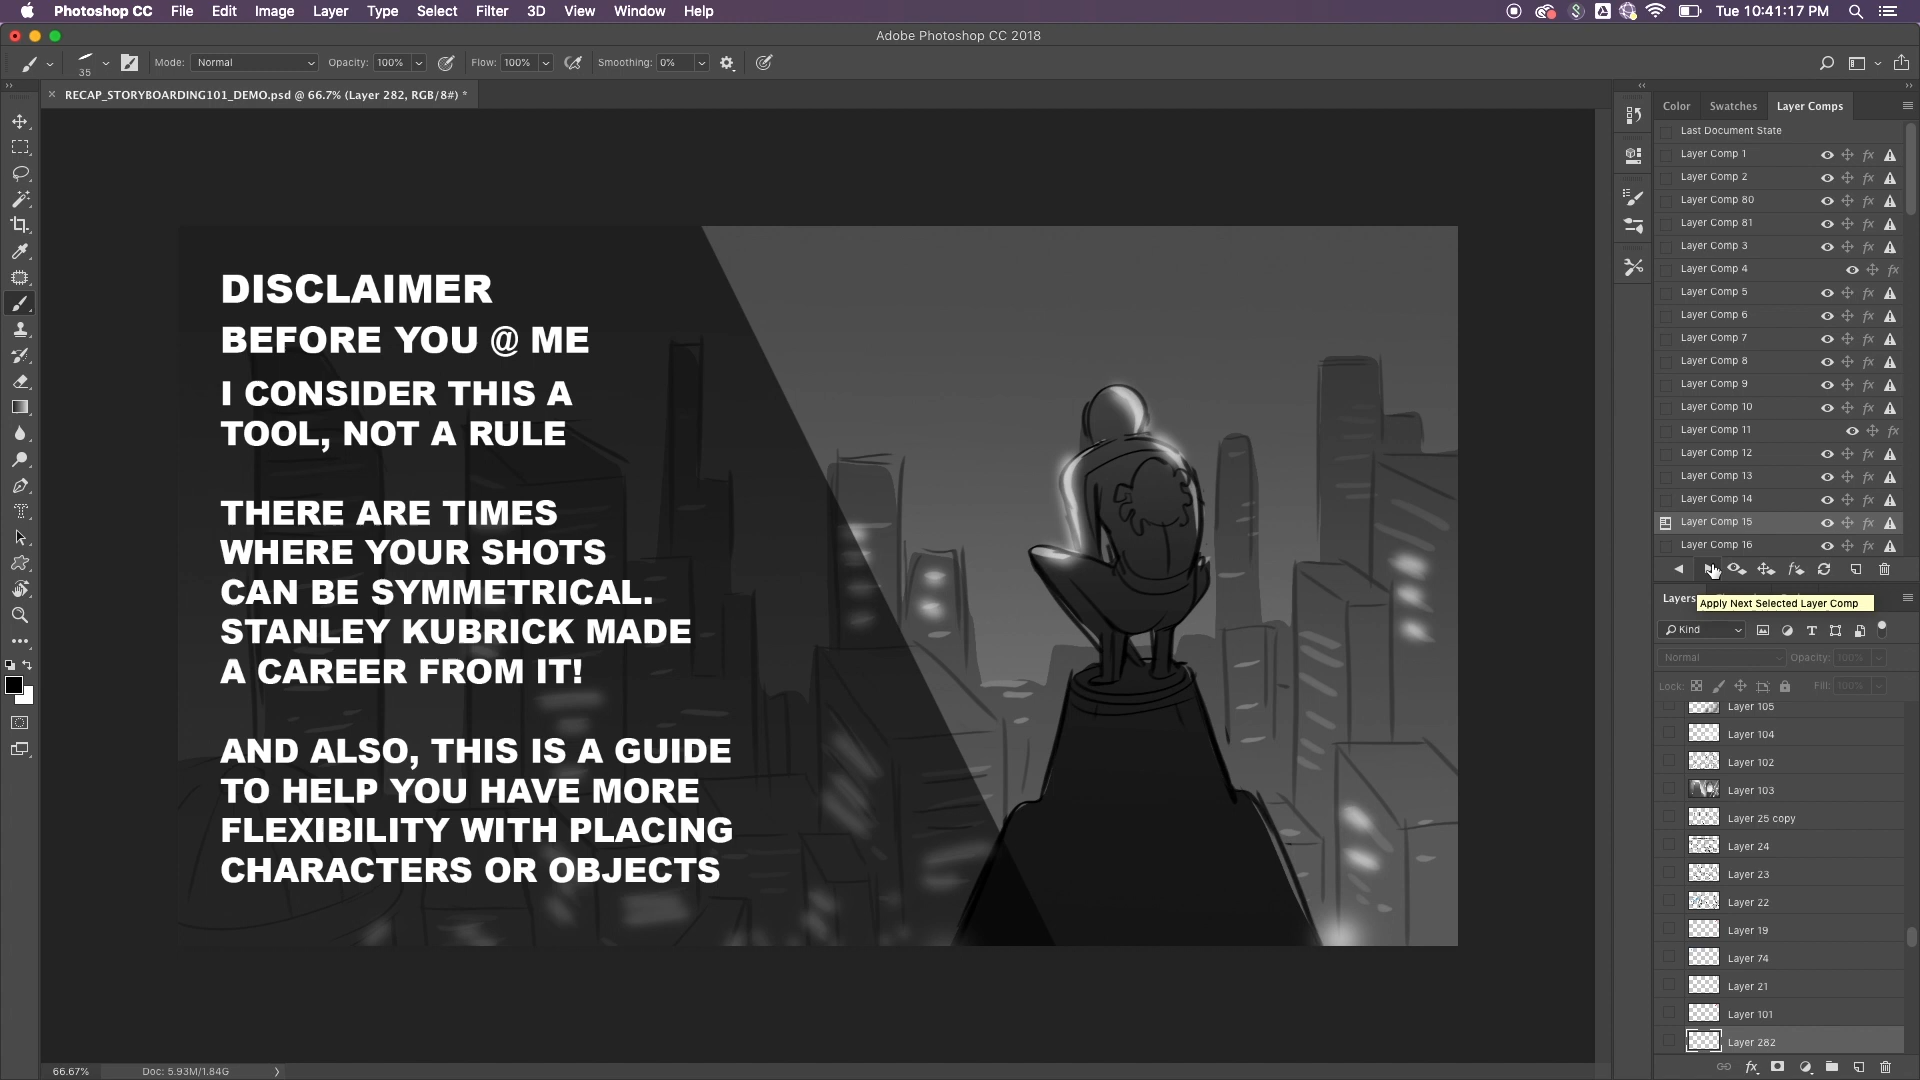 Photoshop CC File Edit Image Layer Type Select Filter 3D View Window Help Tue 10:41:17 PM
Adobe Photoshop CC 2018
35 Mode: Normal Opacity: 100% Flow: 100% Smoothing: 0%
RECAP_STORYBOARDING101_DEMO.psd @ 66.7% (Layer 282, RGB/8#) *
DISCLAIMER
BEFORE YOU @ ME
I CONSIDER THIS A
TOOL, NOT A RULE
THERE ARE TIMES
WHERE YOUR SHOTS
CAN BE SYMMETRICAL.
STANLEY KUBRICK MADE
A CAREER FROM IT!
AND ALSO, THIS IS A GUIDE
TO HELP YOU HAVE MORE
FLEXIBILITY WITH PLACING
CHARACTERS OR OBJECTS
Color Swatches Layer Comps
Last Document State
Layer Comp 1
Layer Comp 2
Layer Comp 80
Layer Comp 81
Layer Comp 3
Layer Comp 4
Layer Comp 5
Layer Comp 6
Layer Comp 7
Layer Comp 8
Layer Comp 9
Layer Comp 10
Layer Comp 11
Layer Comp 12
Layer Comp 13
Layer Comp 14
Layer Comp 15
Layer Comp 16
Layers
Apply Next Selected Layer Comp
Kind
Normal Opacity: 100%
Lock: Fill: 100%
Layer 105
Layer 104
Layer 102
Layer 103
Layer 25 copy
Layer 24
Layer 23
Layer 22
Layer 19
Layer 74
Layer 21
Layer 101
Layer 282
66.67% Doc: 5.93M/1.84G